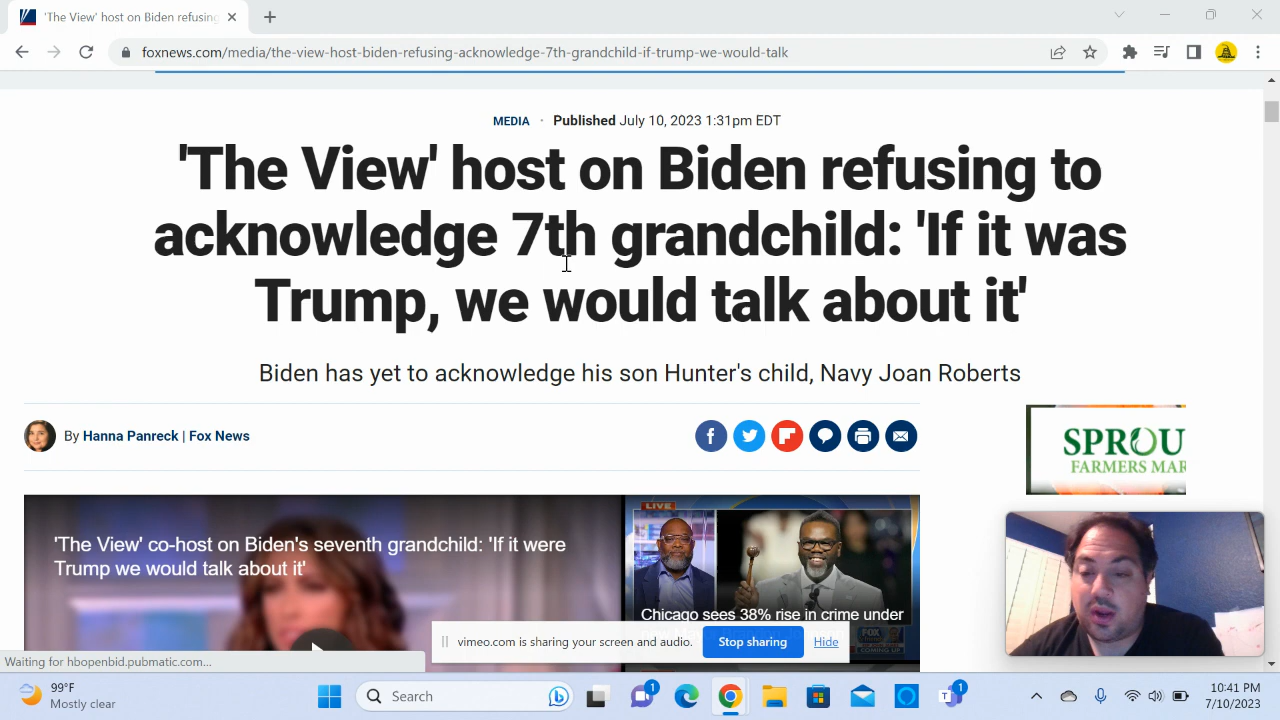 'The View' host on Biden refusing
foxnews.com/media/the-view-host-biden-refusing-acknowledge-7th-grandchild-if-trump-we-would-talk
MEDIA · Published July 10, 2023 1:31pm EDT
'The View' host on Biden refusing to
acknowledge 7th grandchild: 'If it was
Trump, we would talk about it'
Biden has yet to acknowledge his son Hunter's child, Navy Joan Roberts
By Hanna Panreck | Fox News
SPROU
FARMERS MAR
LIVE
'The View' co-host on Biden's seventh grandchild: 'If it were
Trump we would talk about it'
Chicago sees 38% rise in crime under
COMING UP
vimeo.com is sharing your screen and audio.
Stop sharing
Hide
Waiting for hbopenbid.pubmatic.com...
99°F
Mostly clear
Search
1
1
10:41 PM
7/10/2023